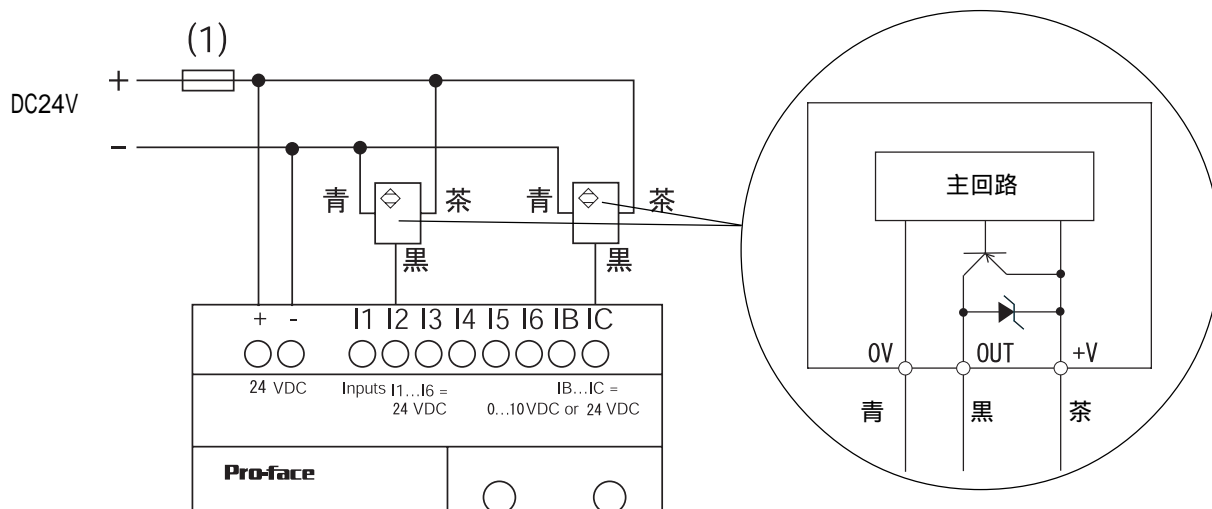 (1)
+
DC24V
-
青 茶 青 茶
黒 黒
+ - I1 I2 I3 I4 I5 I6 IB IC
24 VDC Inputs I1...I6 = IB...IC =
24 VDC 0...10VDC or 24 VDC
Pro-face
主回路
0V OUT +V
青 黒 茶